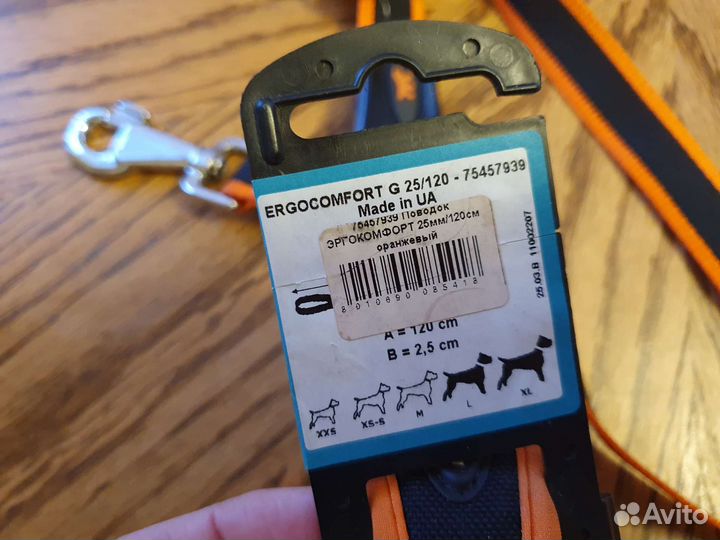 ERGOCOMFORT G 25/120 - 75457939
Made in UA
75457939 Поводок
ЭРГОКОМФОРТ 25мм/120см
оранжевый
8010690085418
A = 120 cm
B = 2,5 cm
XXS XS-S M L XL
25.03.B 11002207
Avito